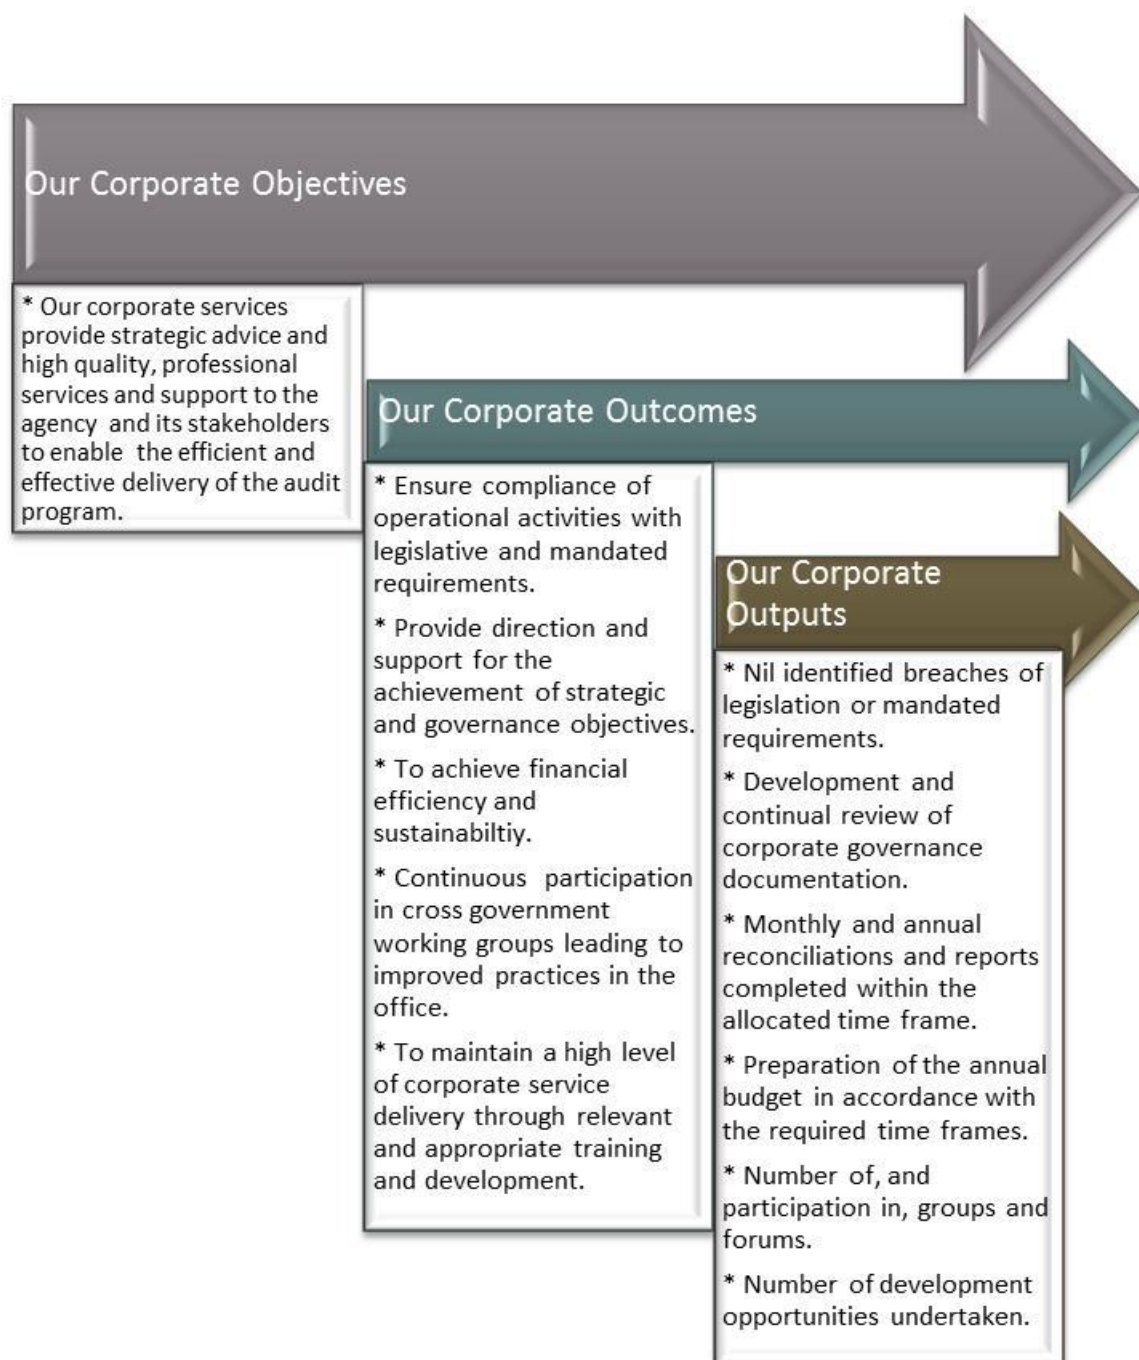 Our Corporate Objectives
* Our corporate services
provide strategic advice and
high quality, professional
services and support to the
agency and its stakeholders
to enable the efficient and
effective delivery of the audit
program.
Our Corporate Outcomes
* Ensure compliance of
operational activities with
legislative and mandated
requirements.
* Provide direction and
support for the
achievement of strategic
and governance objectives.
* To achieve financial
efficiency and
sustainabiltiy.
* Continuous participation
in cross government
working groups leading to
improved practices in the
office.
* To maintain a high level
of corporate service
delivery through relevant
and appropriate training
and development.
Our Corporate
Outputs
* Nil identified breaches of
legislation or mandated
requirements.
* Development and
continual review of
corporate governance
documentation.
* Monthly and annual
reconciliations and reports
completed within the
allocated time frame.
* Preparation of the annual
budget in accordance with
the required time frames.
* Number of, and
participation in, groups and
forums.
* Number of development
opportunities undertaken.